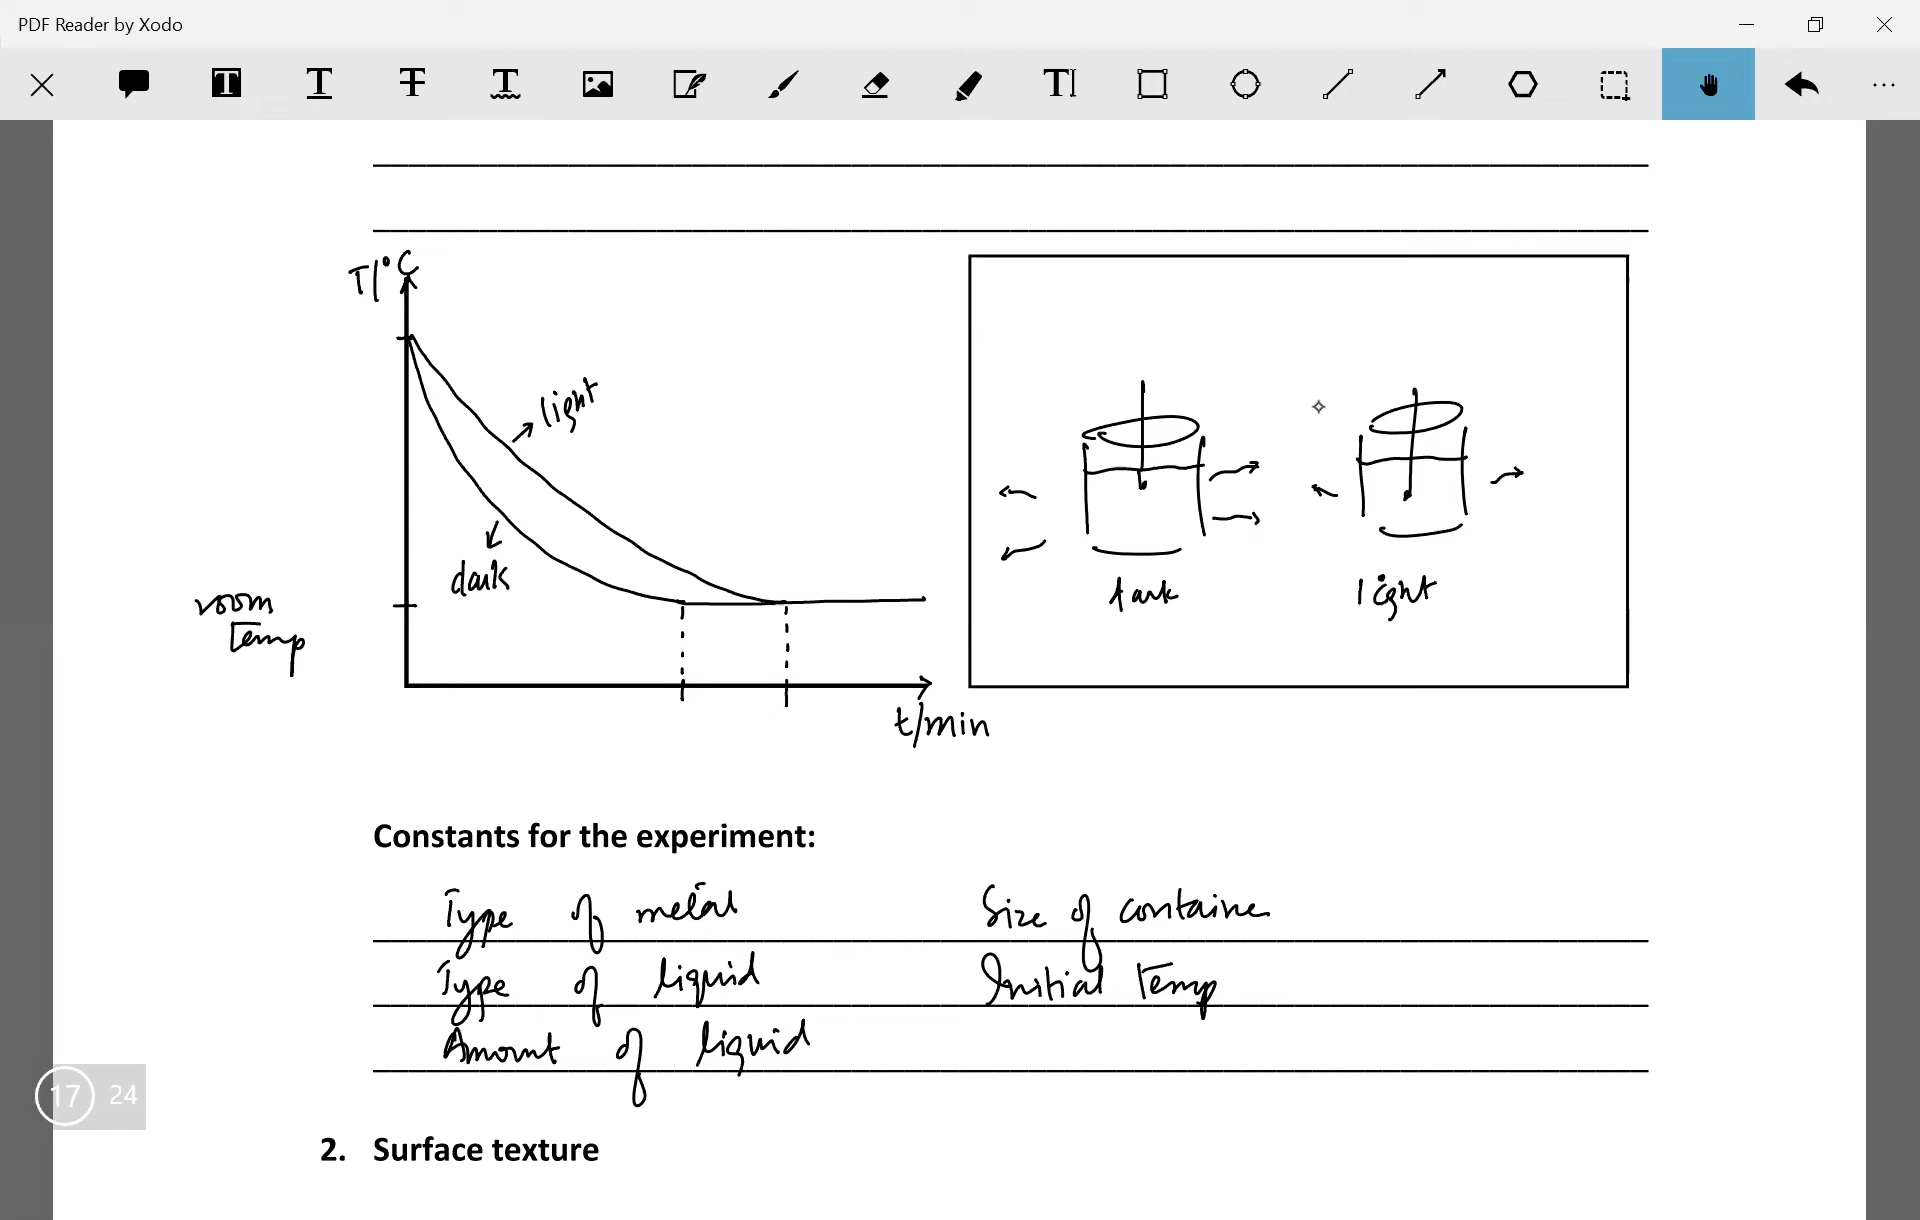 PDF Reader by Xodo
T/°C
light
dark
room
Temp
t/min
dark
light
Constants for the experiment:
Type of metal Size of containe
Type of liquid Initial Temp
Amount of liquid
17 24
2. Surface texture